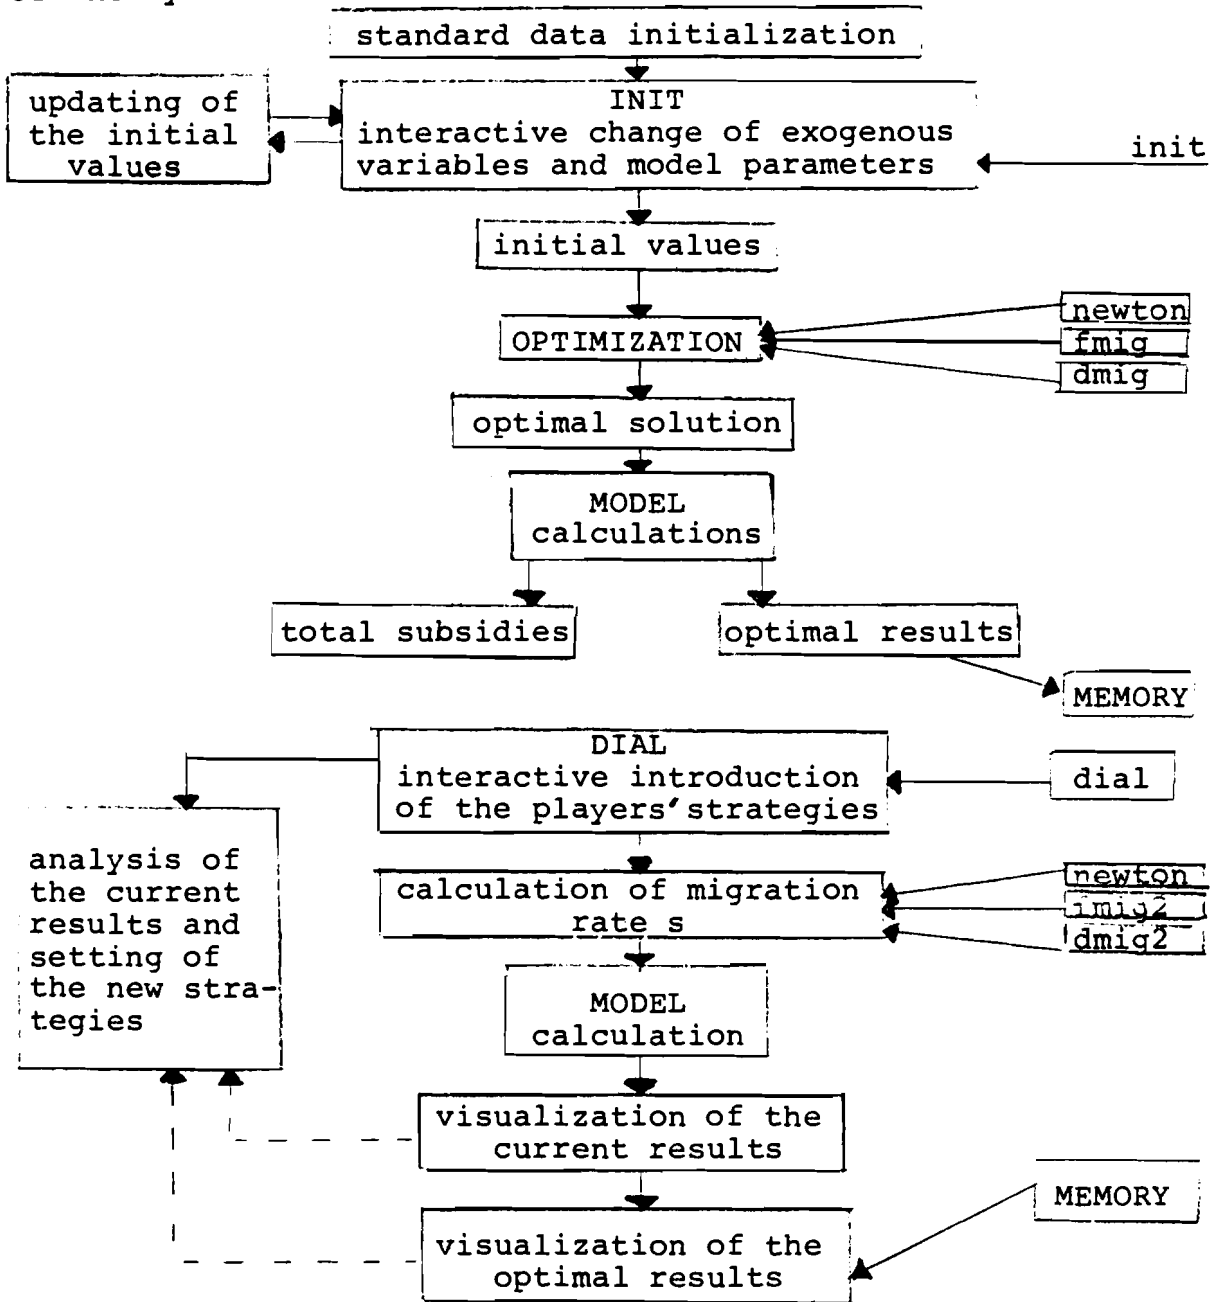 standard data initialization
updating of
the initial
values
INIT
interactive change of exogenous
variables and model parameters
init
initial values
OPTIMIZATION
newton
fmig
dmig
optimal solution
MODEL
calculations
total subsidies
optimal results
MEMORY
DIAL
interactive introduction
of the players' strategies
dial
analysis of
the current
results and
setting of
the new stra-
tegies
calculation of migration
rate s
newton
dmig2
MODEL
calculation
visualization of the
current results
MEMORY
visualization of the
optimal results